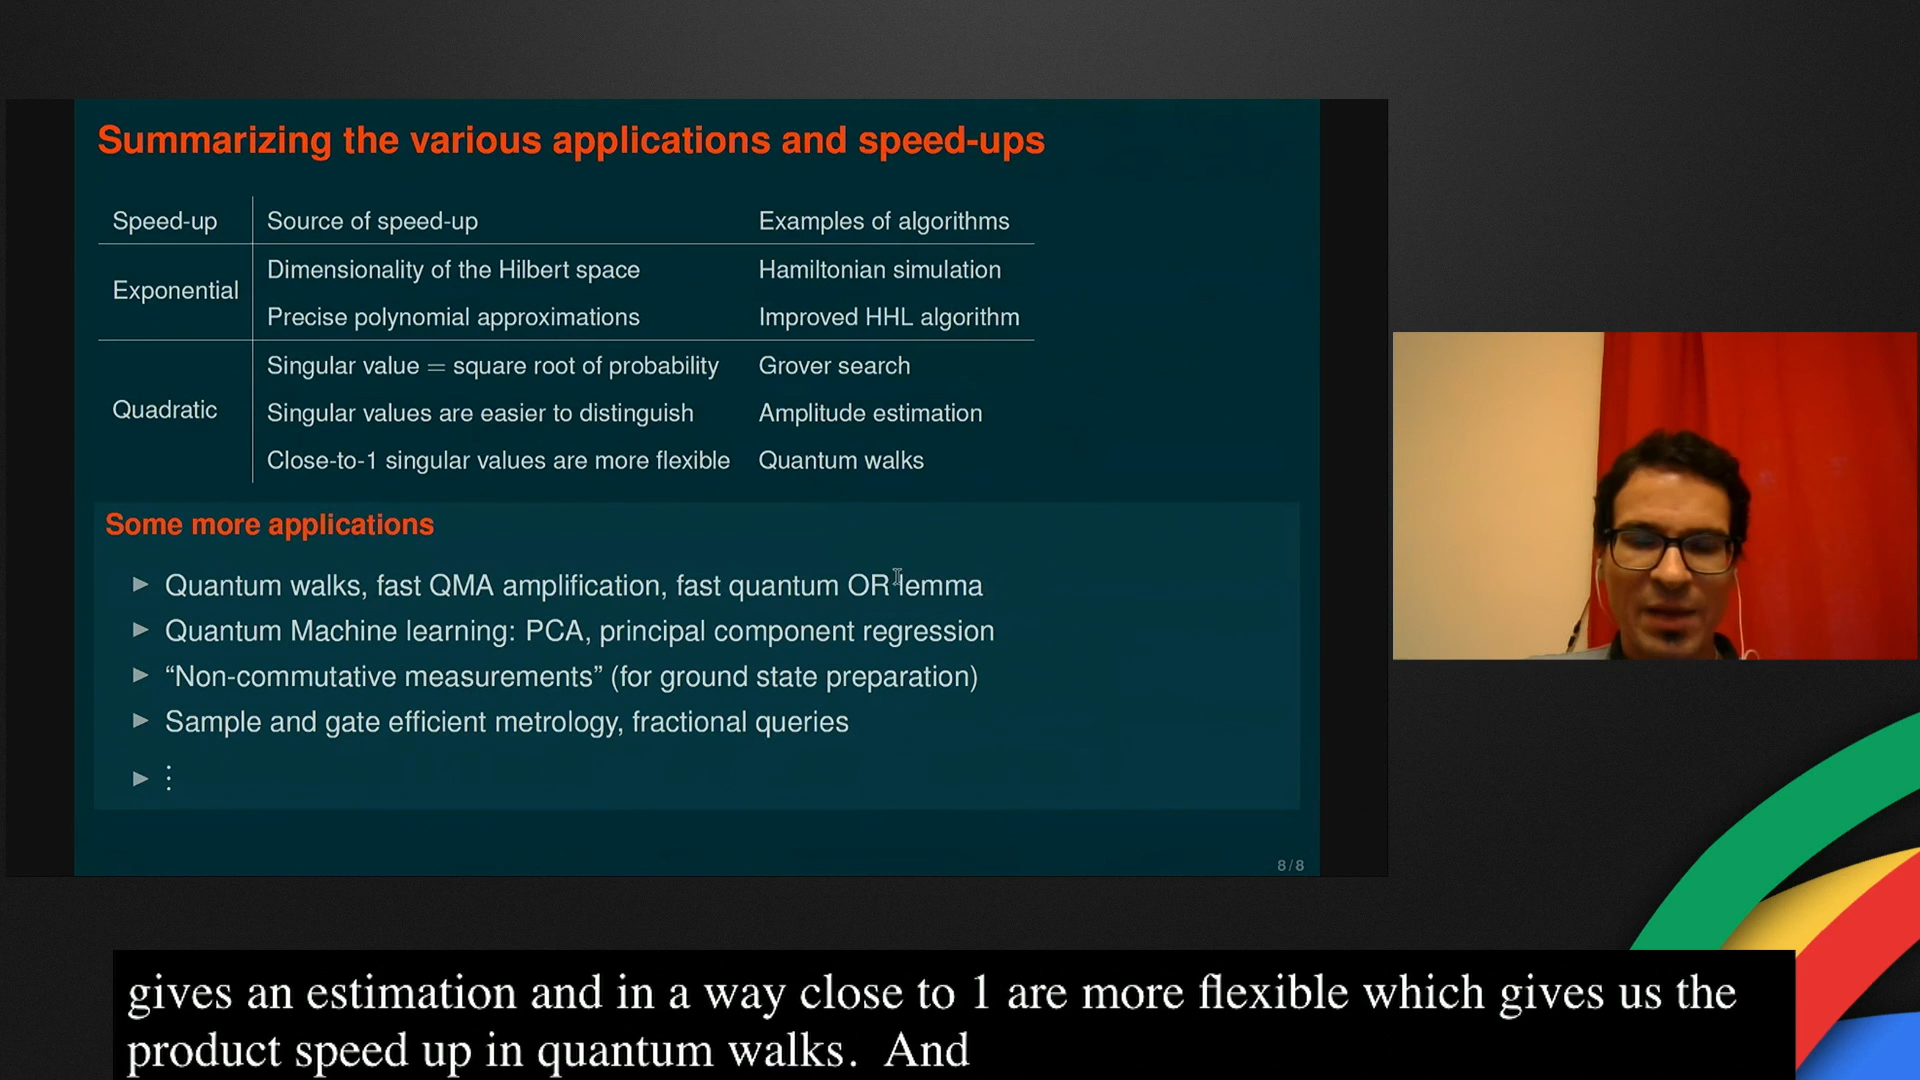 Summarizing the various applications and speed-ups
Speed-up Source of speed-up Examples of algorithms
Exponential
Dimensionality of the Hilbert space Hamiltonian simulation
Precise polynomial approximations Improved HHL algorithm
Quadratic
Singular value = square root of probability Grover search
Singular values are easier to distinguish Amplitude estimation
Close-to-1 singular values are more flexible Quantum walks
Some more applications
▶ Quantum walks, fast QMA amplification, fast quantum OR lemma
▶ Quantum Machine learning: PCA, principal component regression
▶ “Non-commutative measurements” (for ground state preparation)
▶ Sample and gate efficient metrology, fractional queries
▶ ⋮
8/8
gives an estimation and in a way close to 1 are more flexible which gives us the
product speed up in quantum walks. And